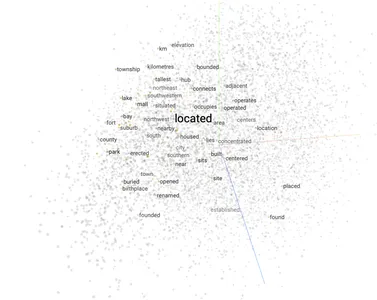 elevation
km
township
kilometres
bounded
tallest
hub
northeast
connects
adjacent
southwestern
lake
mall
situated
occupies
operates
operated
bay
northwest
located
area
centers
fort
suburb
nearby
location
county
south
housed
lies
concentrated
park
erected
city
southern
built
sits
centered
near
town
site
buried
opened
birthplace
placed
renamed
founded
established
found